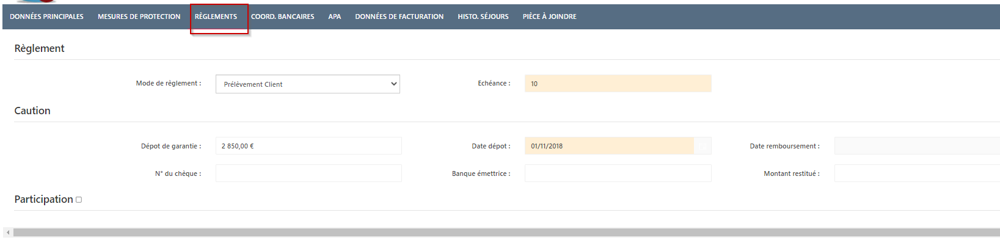 DONNÉES PRINCIPALES MESURES DE PROTECTION RÈGLEMENTS COORD. BANCAIRES APA DONNÉES DE FACTURATION HISTO. SÉJOURS PIÈCE À JOINDRE
Règlement
Mode de règlement : Prélèvement Client Echéance : 10
Caution
Dépot de garantie : 2 850,00 € Date dépot : 01/11/2018 Date remboursement :
N° du chèque : Banque émettrice : Montant restitué :
Participation